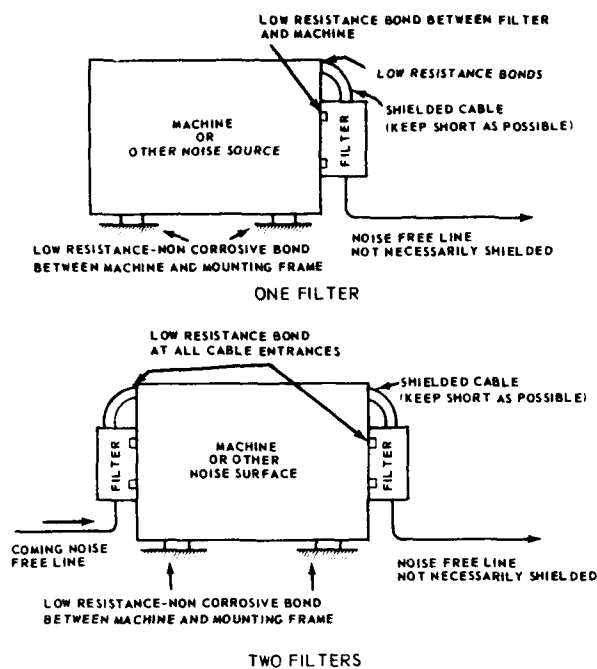 LOW RESISTANCE BOND BETWEEN FILTER
AND MACHINE
LOW RESISTANCE BONDS
SHIELDED CABLE
(KEEP SHORT AS POSSIBLE)
MACHINE
OR
OTHER NOISE SOURCE
FILTER
LOW RESISTANCE-NON CORROSIVE BOND
BETWEEN MACHINE AND MOUNTING FRAME
NOISE FREE LINE
NOT NECESSARILY SHIELDED
ONE FILTER
LOW RESISTANCE BOND
AT ALL CABLE ENTRANCES
SHIELDED CABLE
(KEEP SHORT AS POSSIBLE)
FILTER
MACHINE
OR OTHER
NOISE SURFACE
FILTER
COMING NOISE
FREE LINE
NOISE FREE LINE
NOT NECESSARILY SHIELDED
LOW RESISTANCE-NON CORROSIVE BOND
BETWEEN MACHINE AND MOUNTING FRAME
TWO FILTERS